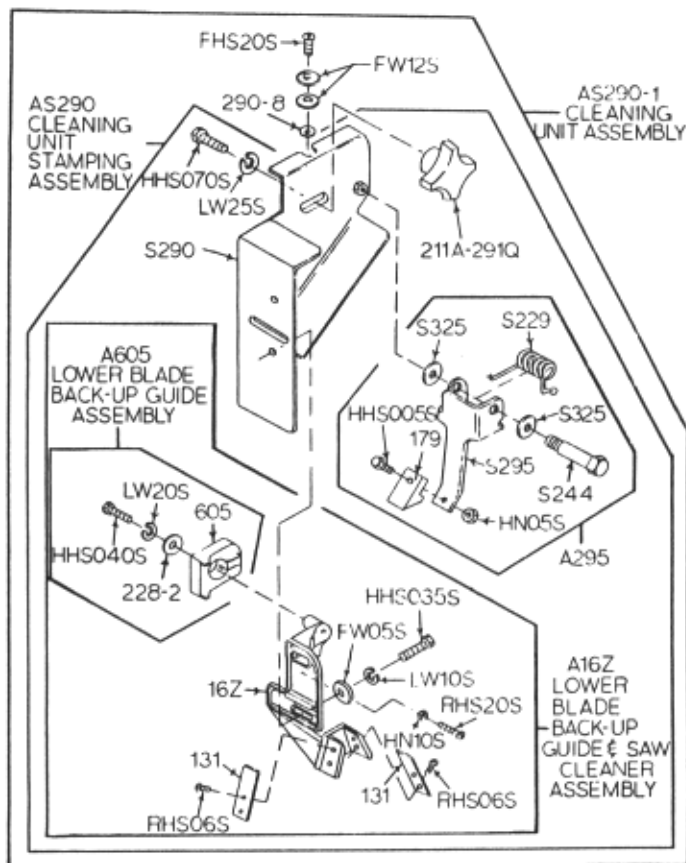 FHS20S
FW12S
290-8
AS290
CLEANING
UNIT
STAMPING
ASSEMBLY
AS290-1
CLEANING
UNIT ASSEMBLY
HHS070S
LW25S
S290
211A-291Q
A605
LOWER BLADE
BACK-UP GUIDE
ASSEMBLY
S325
S229
HHS005S
179
S325
S295
S244
HN05S
A295
LW20S
605
HHS040S
228-2
HHS035S
FW05S
16Z
LW10S
RHS20S
HN10S
131
131
RHS06S
RHS06S
A16Z
LOWER
BLADE
BACK-UP
GUIDE & SAW
CLEANER
ASSEMBLY